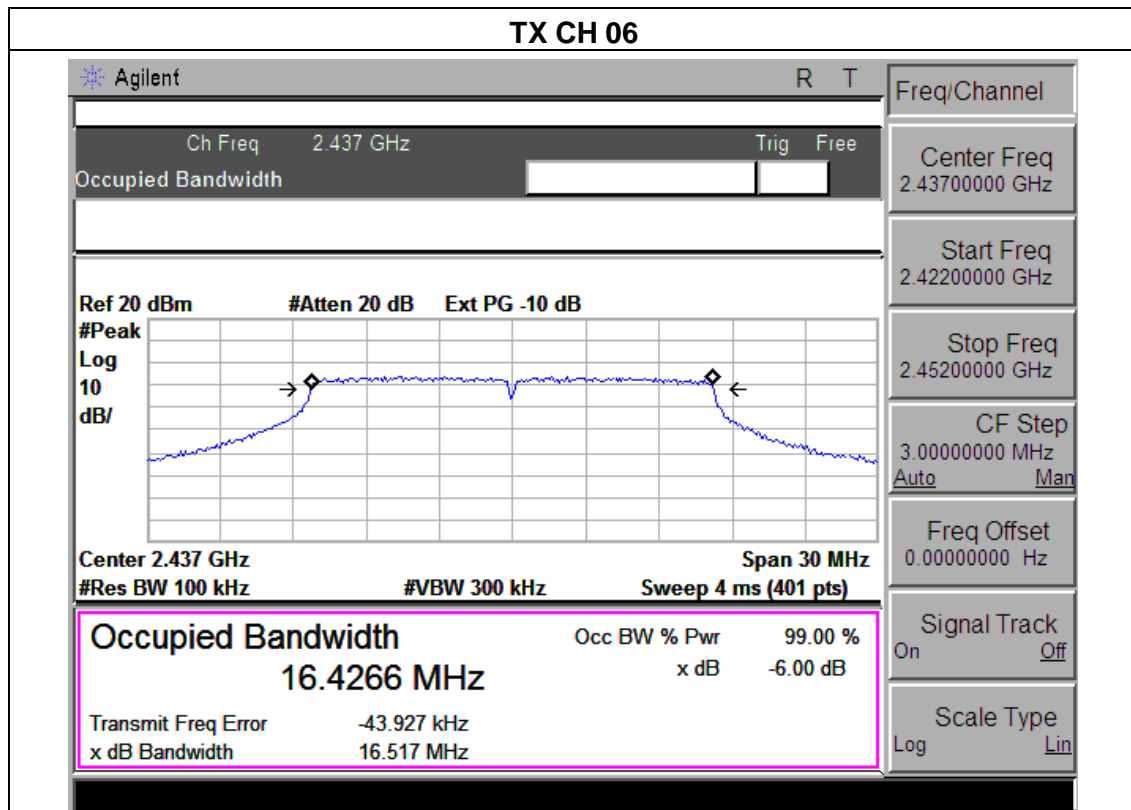 TX CH 06
Agilent R T
Ch Freq 2.437 GHz Trig Free
Occupied Bandwidth
Ref 20 dBm #Atten 20 dB Ext PG -10 dB
#Peak
Log
10
dB/
Center 2.437 GHz Span 30 MHz
#Res BW 100 kHz #VBW 300 kHz Sweep 4 ms (401 pts)
Occupied Bandwidth
16.4266 MHz
Occ BW % Pwr 99.00 %
x dB -6.00 dB
Transmit Freq Error -43.927 kHz
x dB Bandwidth 16.517 MHz
Freq/Channel
Center Freq
2.43700000 GHz
Start Freq
2.42200000 GHz
Stop Freq
2.45200000 GHz
CF Step
3.00000000 MHz
Auto Man
Freq Offset
0.00000000 Hz
Signal Track
On Off
Scale Type
Log Lin